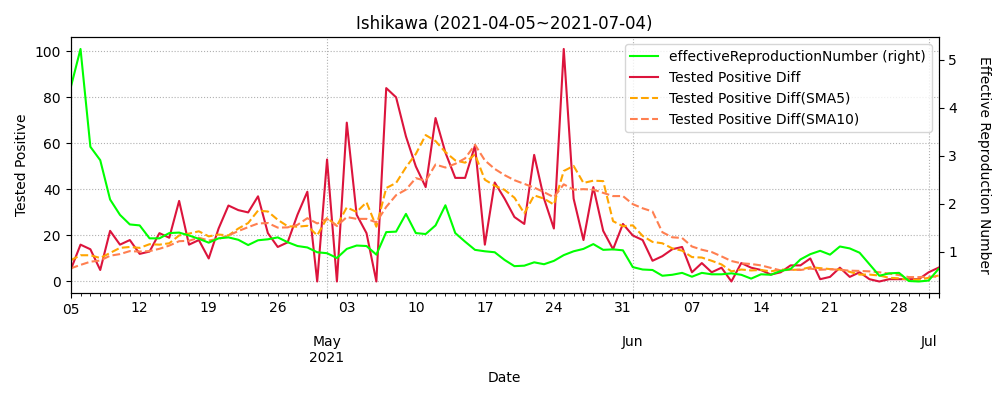 Ishikawa (2021-04-05~2021-07-04)
effectiveReproductionNumber (right)
Tested Positive Diff
Tested Positive Diff(SMA5)
Tested Positive Diff(SMA10)
Tested Positive
100
80
60
40
20
0
5
4
3
2
1
Effective Reproduction Number
05 12 19 26 03 10 17 24 31 07 14 21 28
May Jun Jul
2021
Date